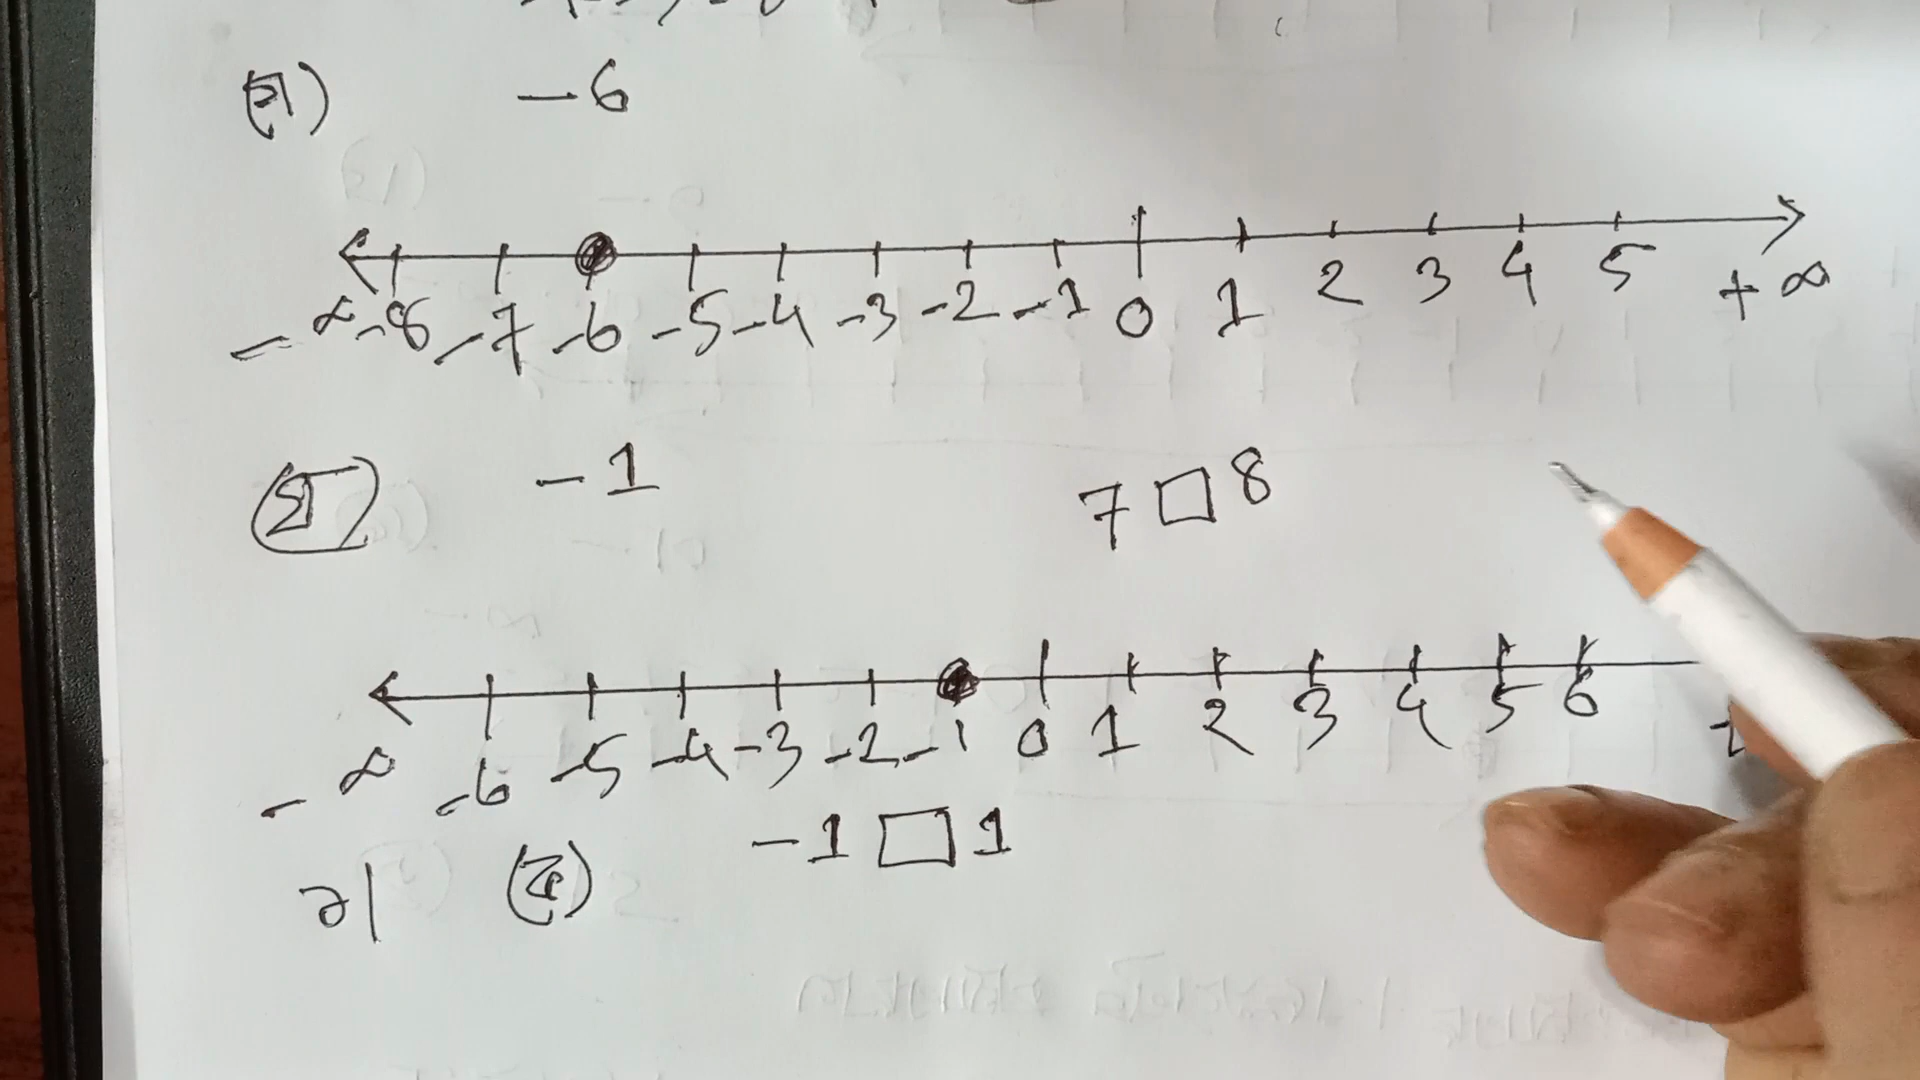 (গ) -6
-∞ -8 -7 -6 -5 -4 -3 -2 -1 0 1 2 3 4 5 +∞
(ঘ) -1 7 □ 8
-∞ -6 -5 -4 -3 -2 -1 0 1 2 3 4 5 6 +
২। (ক) -1 □ 1